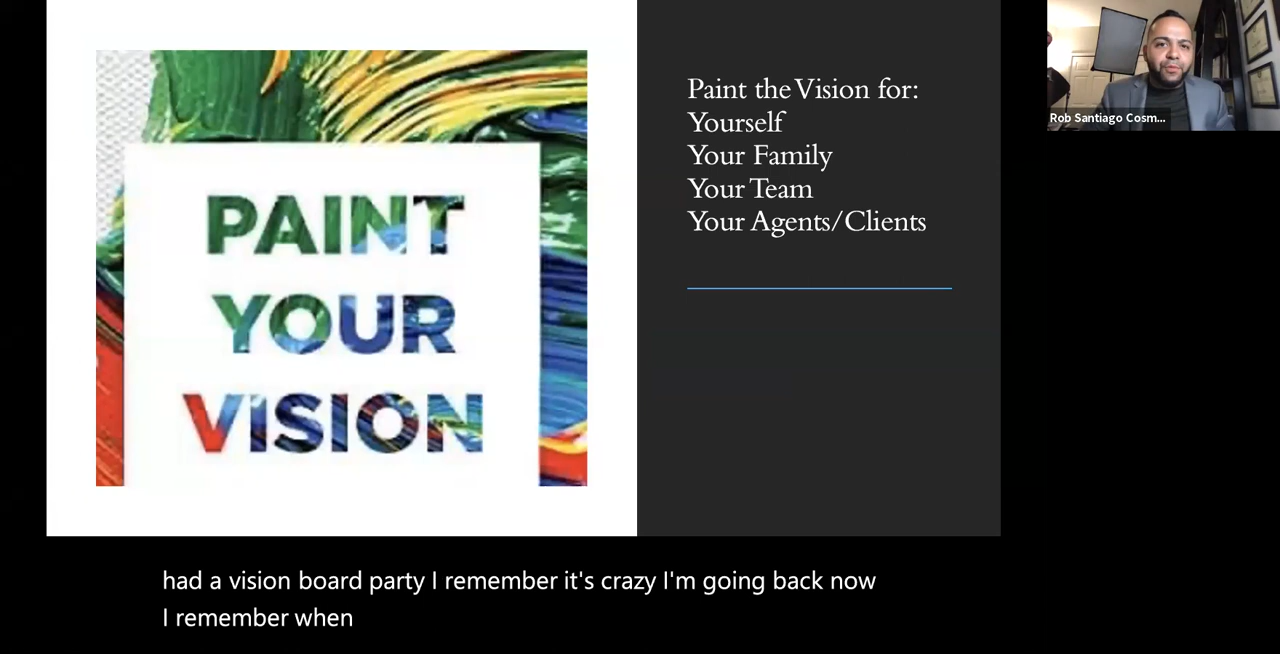 PAINT
YOUR
VISION
Paint the Vision for:
Yourself
Your Family
Your Team
Your Agents/Clients
Rob Santiago Cosm...
had a vision board party I remember it's crazy I'm going back now
I remember when